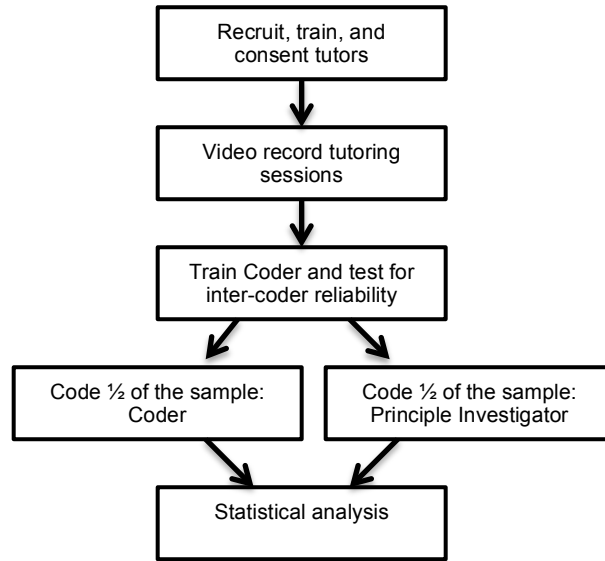 Recruit, train, and
consent tutors
Video record tutoring
sessions
Train Coder and test for
inter-coder reliability
Code ½ of the sample:
Coder
Code ½ of the sample:
Principle Investigator
Statistical analysis